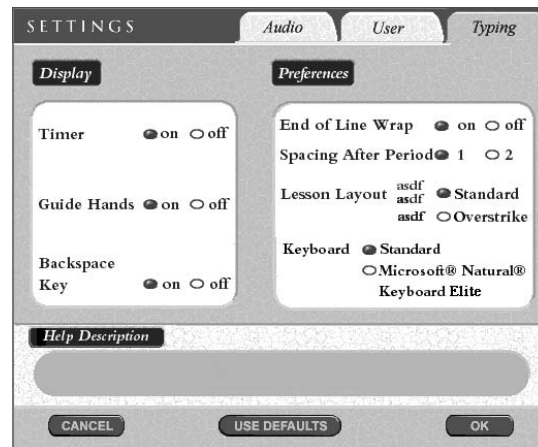 SETTINGS
Audio
User
Typing
Display
Timer on off
Guide Hands on off
Backspace
Key on off
Preferences
End of Line Wrap on off
Spacing After Period 1 2
asdf
Lesson Layout asdf Standard
asdf Overstrike
Keyboard Standard
Microsoft® Natural®
Keyboard Elite
Help Description
CANCEL
USE DEFAULTS
OK